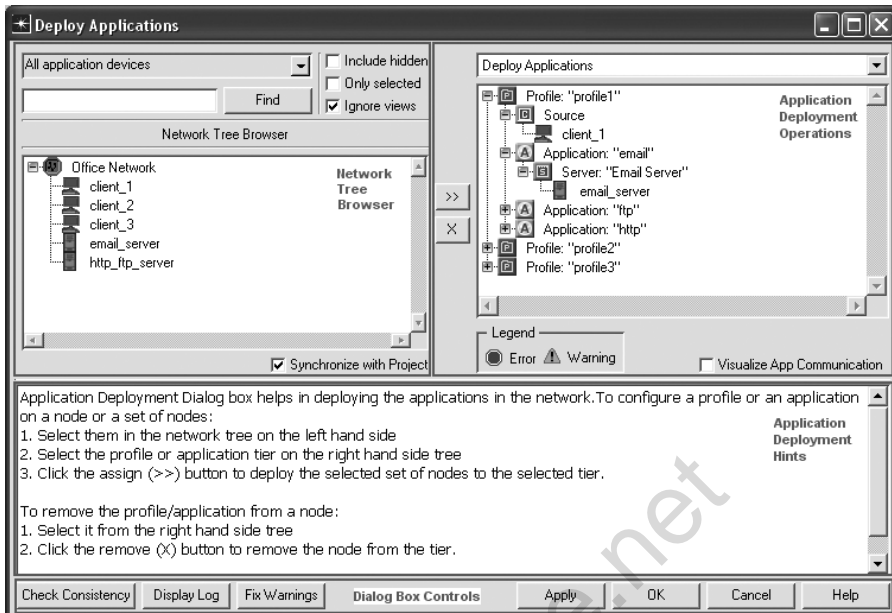 Deploy Applications
All application devices
Include hidden
Only selected
Find
Ignore views
Network Tree Browser
Office Network
client_1
client_2
client_3
email_server
http_ftp_server
Network
Tree
Browser
Synchronize with Project
>>
X
Deploy Applications
Profile: "profile1"
Source
client_1
Application: "email"
Server: "Email Server"
email_server
Application: "ftp"
Application: "http"
Profile: "profile2"
Profile: "profile3"
Application
Deployment
Operations
Legend
Error
Warning
Visualize App Communication
Application Deployment Dialog box helps in deploying the applications in the network.To configure a profile or an application
on a node or a set of nodes:
1. Select them in the network tree on the left hand side
2. Select the profile or application tier on the right hand side tree
3. Click the assign (>>) button to deploy the selected set of nodes to the selected tier.
To remove the profile/application from a node:
1. Select it from the right hand side tree
2. Click the remove (X) button to remove the node from the tier.
Application
Deployment
Hints
Check Consistency
Display Log
Fix Warnings
Dialog Box Controls
Apply
OK
Cancel
Help